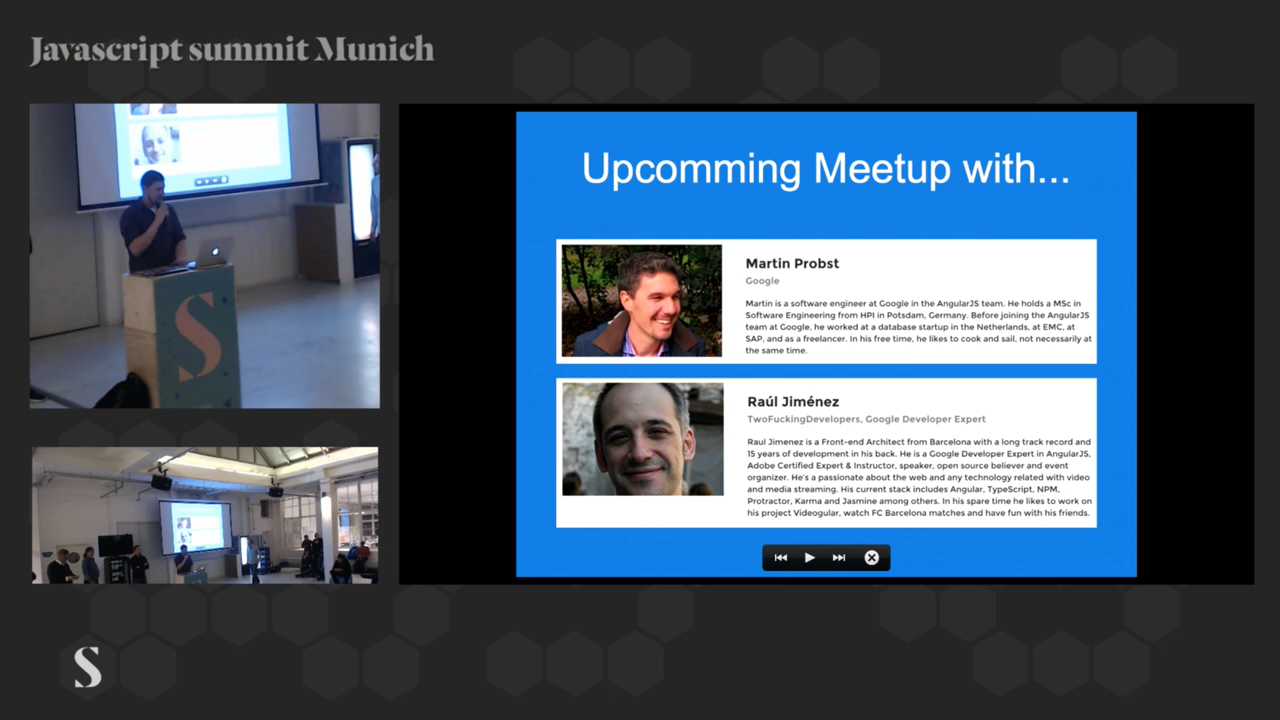 Javascript summit Munich
Upcomming Meetup with...
Martin Probst
Google
Martin is a software engineer at Google in the AngularJS team. He holds a MSc in
Software Engineering from HPI in Potsdam, Germany. Before joining the AngularJS
team at Google, he worked at a database startup in the Netherlands, at EMC, at
SAP, and as a freelancer. In his free time, he likes to cook and sail, not necessarily at
the same time.
Raúl Jiménez
TwoFuckingDevelopers, Google Developer Expert
Raul Jimenez is a Front-end Architect from Barcelona with a long track record and
15 years of development in his back. He is a Google Developer Expert in AngularJS,
Adobe Certified Expert & Instructor, speaker, open source believer and event
organizer. He's a passionate about the web and any technology related with video
and media streaming. His current stack includes Angular, TypeScript, NPM,
Protractor, Karma and Jasmine among others. In his spare time he likes to work on
his project Videogular, watch FC Barcelona matches and have fun with his friends.
S
S